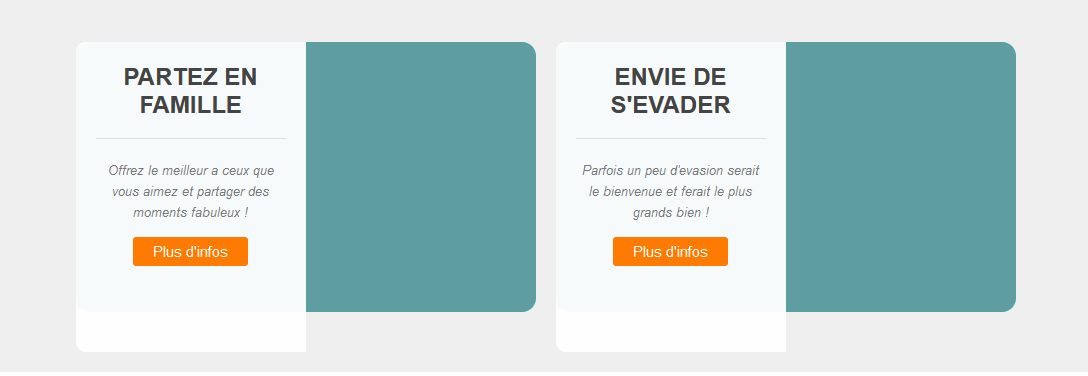 PARTEZ EN
FAMILLE
Offrez le meilleur a ceux que
vous aimez et partager des
moments fabuleux !
Plus d'infos
ENVIE DE
S'EVADER
Parfois un peu d'evasion serait
le bienvenue et ferait le plus
grands bien !
Plus d'infos